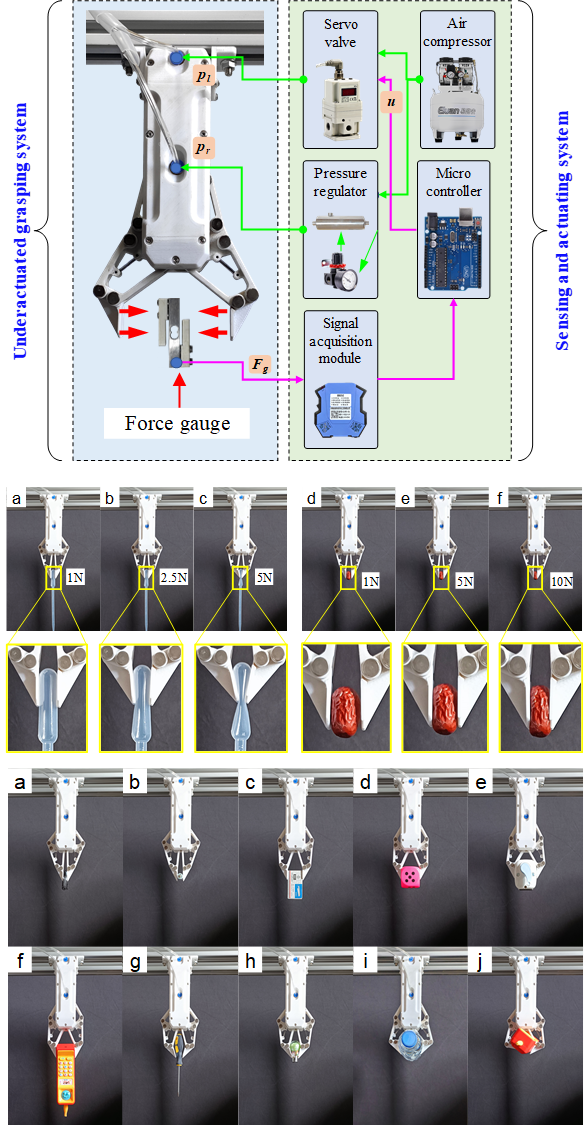 Underactuated grasping system
p_l
p_r
Force gauge
F_g
u
Servo
valve
Air
compressor
Pressure
regulator
Micro
controller
Signal
acquisition
module
Sensing and actuating system
a
b
c
d
e
f
1N
2.5N
5N
1N
5N
10N
a
b
c
d
e
f
g
h
i
j